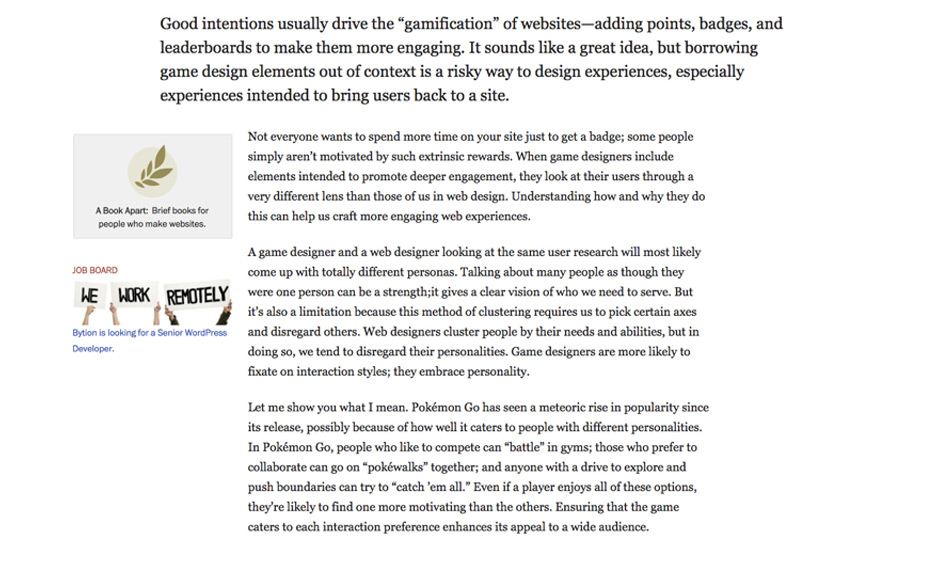 Good intentions usually drive the “gamification” of websites—adding points, badges, and
leaderboards to make them more engaging. It sounds like a great idea, but borrowing
game design elements out of context is a risky way to design experiences, especially
experiences intended to bring users back to a site.
A Book Apart: Brief books for
people who make websites.
JOB BOARD
WE WORK REMOTELY
Bytion is looking for a Senior WordPress
Developer.
Not everyone wants to spend more time on your site just to get a badge; some people
simply aren’t motivated by such extrinsic rewards. When game designers include
elements intended to promote deeper engagement, they look at their users through a
very different lens than those of us in web design. Understanding how and why they do
this can help us craft more engaging web experiences.
A game designer and a web designer looking at the same user research will most likely
come up with totally different personas. Talking about many people as though they
were one person can be a strength;it gives a clear vision of who we need to serve. But
it’s also a limitation because this method of clustering requires us to pick certain axes
and disregard others. Web designers cluster people by their needs and abilities, but in
doing so, we tend to disregard their personalities. Game designers are more likely to
fixate on interaction styles; they embrace personality.
Let me show you what I mean. Pokémon Go has seen a meteoric rise in popularity since
its release, possibly because of how well it caters to people with different personalities.
In Pokémon Go, people who like to compete can “battle” in gyms; those who prefer to
collaborate can go on “pokéwalks” together; and anyone with a drive to explore and
push boundaries can try to “catch ’em all.” Even if a player enjoys all of these options,
they’re likely to find one more motivating than the others. Ensuring that the game
caters to each interaction preference enhances its appeal to a wide audience.